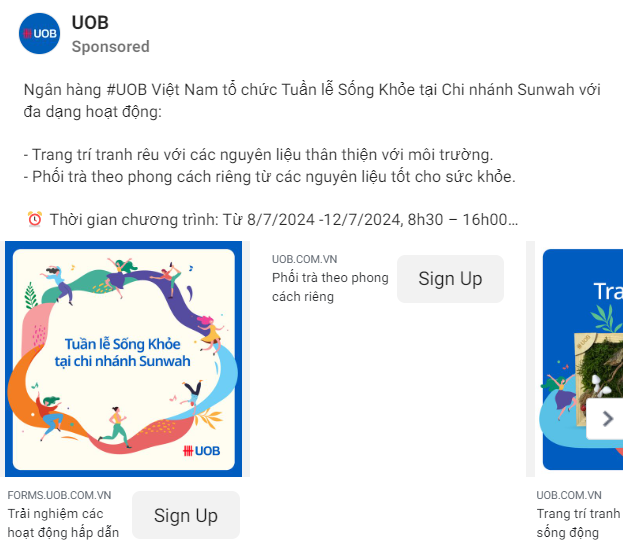 UOB
UOB
Sponsored
Ngân hàng #UOB Việt Nam tổ chức Tuần lễ Sống Khỏe tại Chi nhánh Sunwah với
đa dạng hoạt động:
- Trang trí tranh rêu với các nguyên liệu thân thiện với môi trường.
- Phối trà theo phong cách riêng từ các nguyên liệu tốt cho sức khỏe.
⏰ Thời gian chương trình: Từ 8/7/2024 -12/7/2024, 8h30 – 16h00...
Tuần lễ Sống Khỏe
tại chi nhánh Sunwah
UOB
FORMS.UOB.COM.VN
Trải nghiệm các
hoạt động hấp dẫn
Sign Up
UOB.COM.VN
Phối trà theo phong
cách riêng
Sign Up
Tra
UOB.COM.VN
Trang trí tranh
sống động